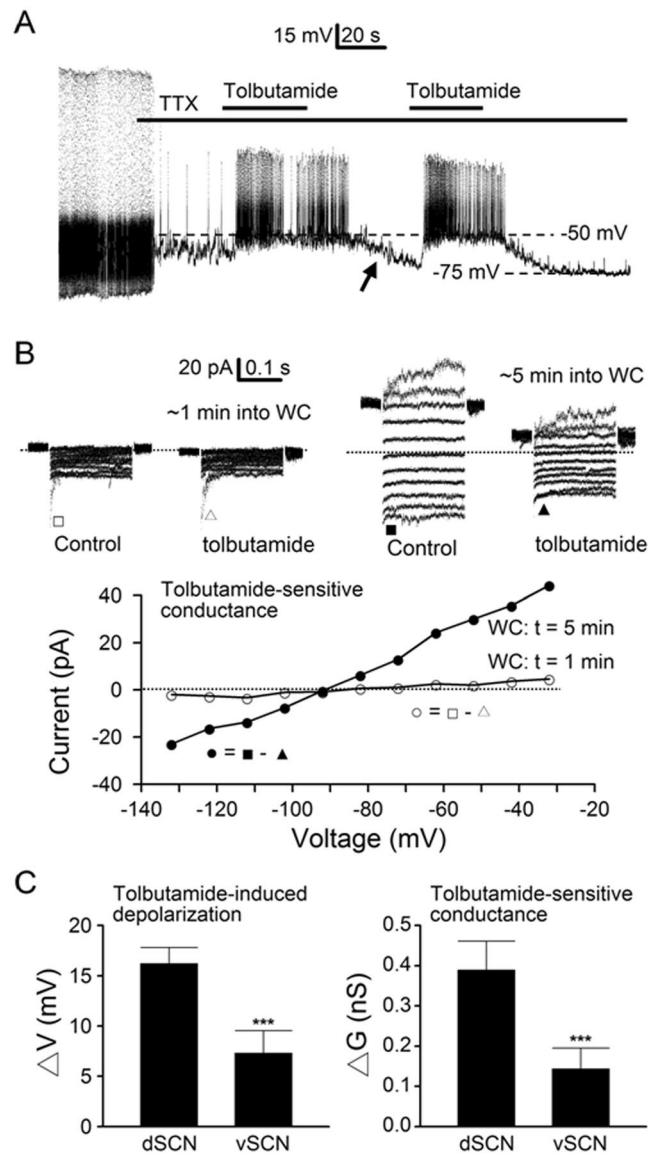 A
15 mV 20 s
TTX
Tolbutamide
Tolbutamide
-50 mV
-75 mV
B
20 pA 0.1 s
~1 min into WC
~5 min into WC
□
△
■
▲
Control
tolbutamide
Control
tolbutamide
Tolbutamide-sensitive
conductance
WC: t = 5 min
WC: t = 1 min
○ = □ - △
● = ■ - ▲
Current (pA)
40
20
0
-20
-40
-140 -120 -100 -80 -60 -40 -20
Voltage (mV)
C
Tolbutamide-induced
depolarization
△V (mV)
20
15
10
5
0
***
dSCN vSCN
Tolbutamide-sensitive
conductance
△G (nS)
0.5
0.4
0.3
0.2
0.1
0.0
***
dSCN vSCN